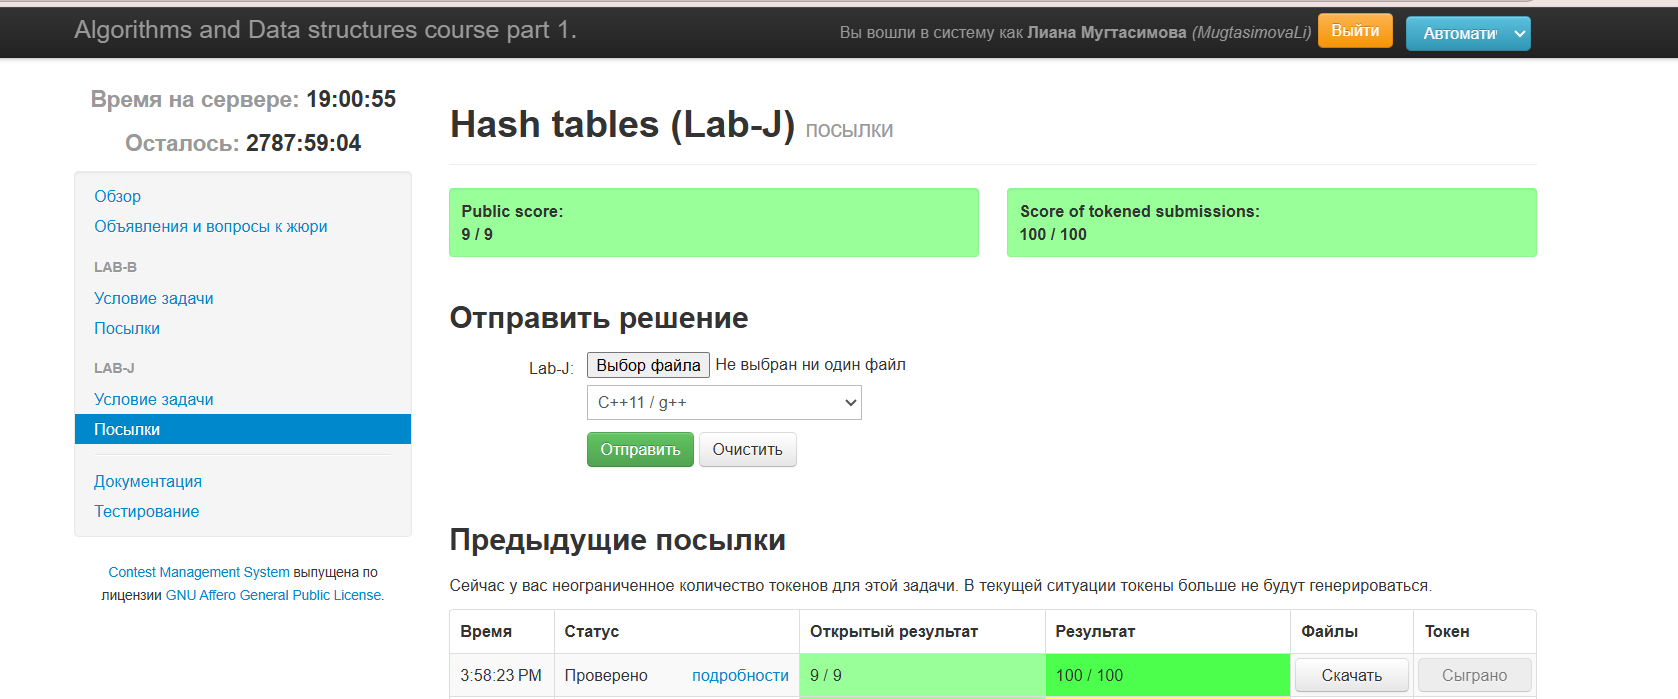 Algorithms and Data structures course part 1.
Вы вошли в систему как Лиана Мугтасимова (MugtasimovaLi)
Выйти
Автомати
Время на сервере: 19:00:55
Осталось: 2787:59:04
Обзор
Объявления и вопросы к жюри
LAB-B
Условие задачи
Посылки
LAB-J
Условие задачи
Посылки
Документация
Тестирование
Contest Management System выпущена по
лицензии GNU Affero General Public License.
Hash tables (Lab-J) посылки
Public score:
9 / 9
Score of tokened submissions:
100 / 100
Отправить решение
Lab-J: Выбор файла Не выбран ни один файл
C++11 / g++
Отправить Очистить
Предыдущие посылки
Сейчас у вас неограниченное количество токенов для этой задачи. В текущей ситуации токены больше не будут генерироваться.
Время Статус Открытый результат Результат Файлы Токен
3:58:23 PM Проверено подробности 9 / 9 100 / 100 Скачать Сыграно